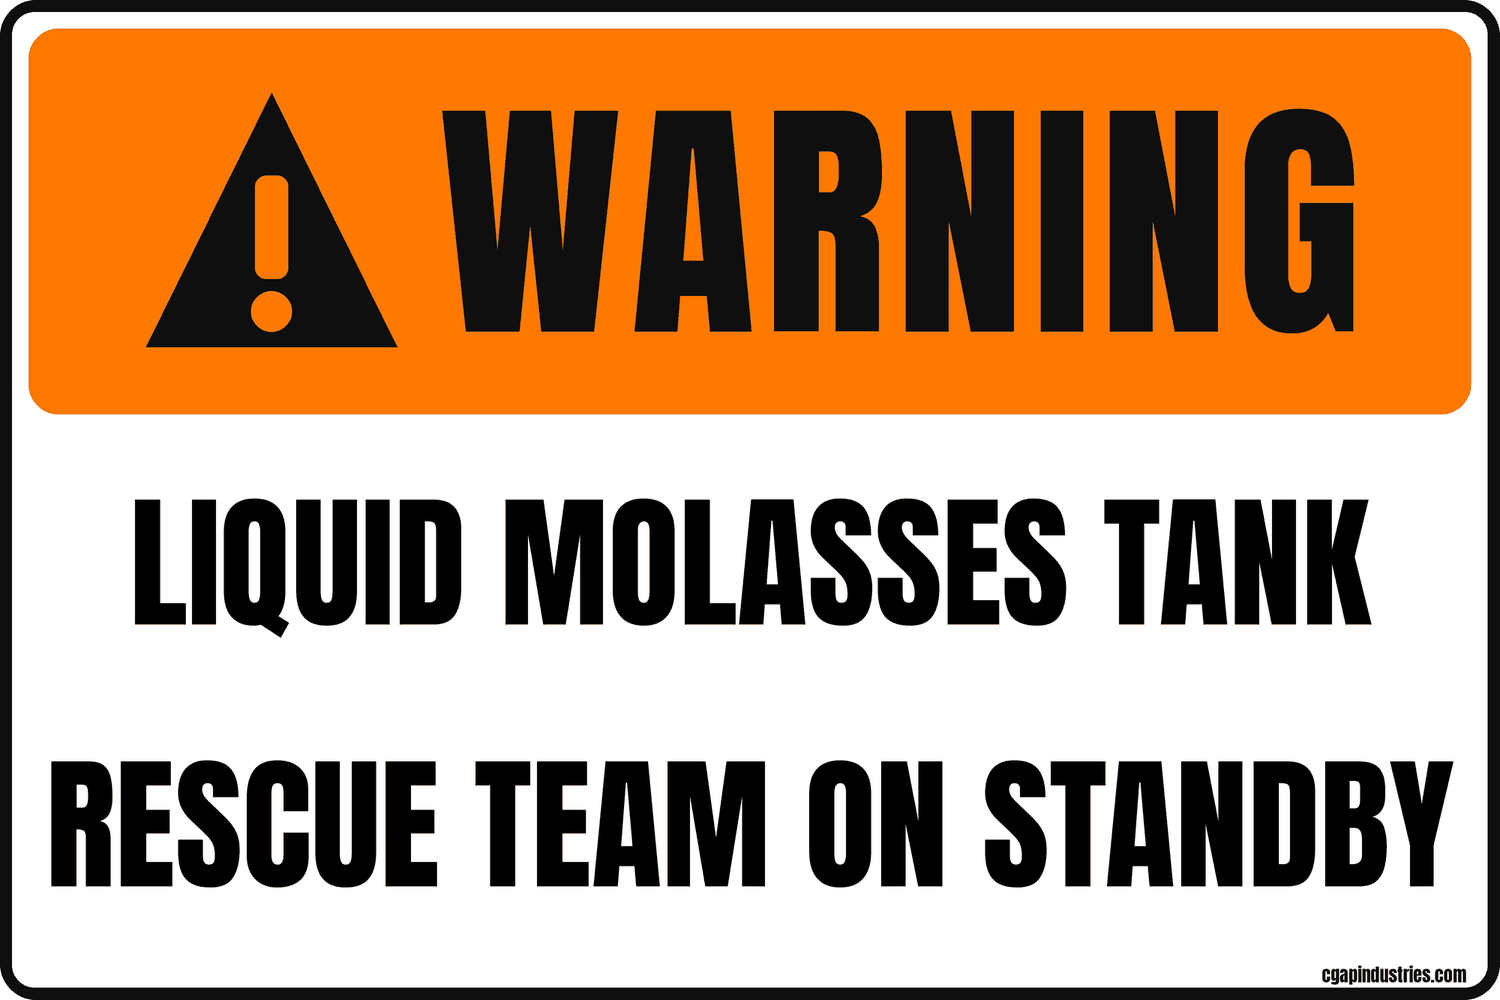 WARNING
LIQUID MOLASSES TANK
RESCUE TEAM ON STANDBY
cgapindustries.com